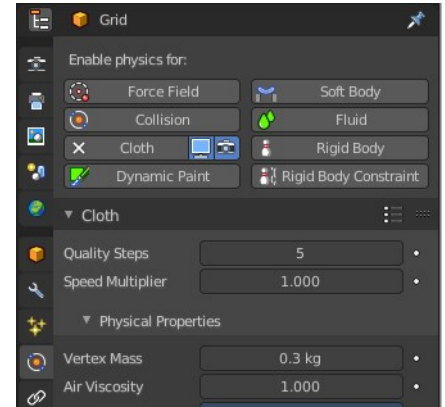 Grid
Enable physics for:
Force Field Soft Body
Collision Fluid
Cloth Rigid Body
Dynamic Paint Rigid Body Constraint
Cloth
Quality Steps 5
Speed Multiplier 1.000
Physical Properties
Vertex Mass 0.3 kg
Air Viscosity 1.000